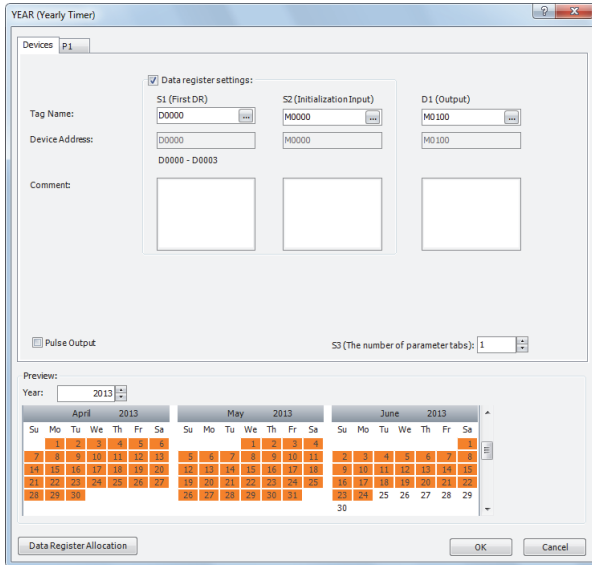 YEAR (Yearly Timer)
Devices P1
Data register settings:
S1 (First DR) S2 (Initialization Input) D1 (Output)
Tag Name: D0000 ... M0000 ... M0100 ...
Device Address: D0000 M0000 M0100
D0000 - D0003
Comment:
Pulse Output S3 (The number of parameter tabs): 1
Preview:
Year: 2013
April 2013 May 2013 June 2013
Su Mo Tu We Th Fr Sa Su Mo Tu We Th Fr Sa Su Mo Tu We Th Fr Sa
1 2 3 4 5 6 1 2 3 4 1
7 8 9 10 11 12 13 5 6 7 8 9 10 11 2 3 4 5 6 7 8
14 15 16 17 18 19 20 12 13 14 15 16 17 18 9 10 11 12 13 14 15
21 22 23 24 25 26 27 19 20 21 22 23 24 25 16 17 18 19 20 21 22
28 29 30 26 27 28 29 30 31 23 24 25 26 27 28 29
30
Data Register Allocation OK Cancel